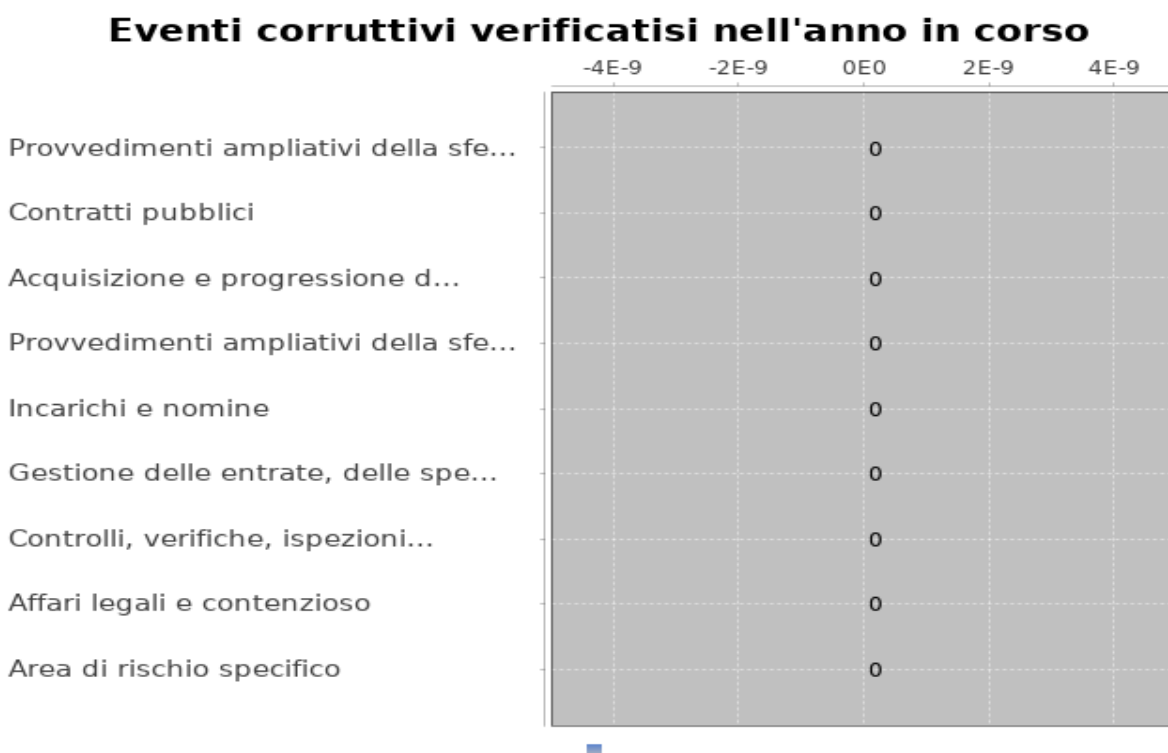 Eventi corruttivi verificatisi nell'anno in corso
-4E-9 -2E-9 0E0 2E-9 4E-9
Provvedimenti ampliativi della sfe... 0
Contratti pubblici 0
Acquisizione e progressione d... 0
Provvedimenti ampliativi della sfe... 0
Incarichi e nomine 0
Gestione delle entrate, delle spe... 0
Controlli, verifiche, ispezioni... 0
Affari legali e contenzioso 0
Area di rischio specifico 0